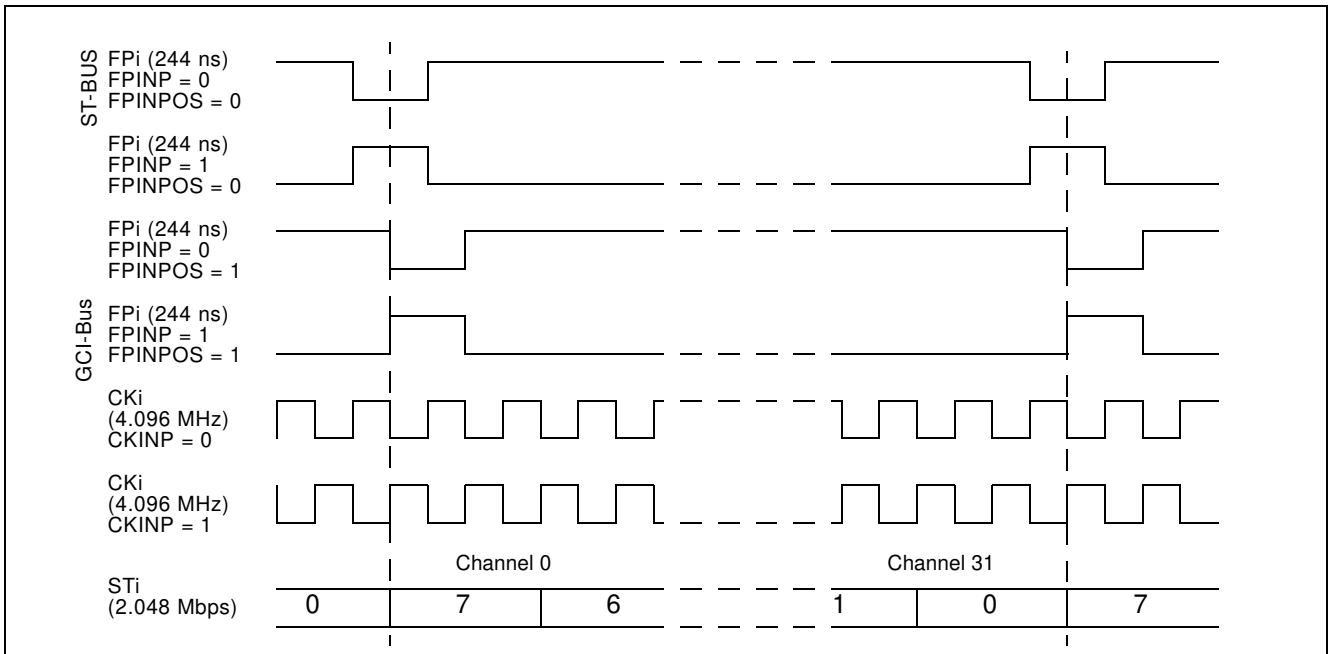 ST-BUS
FPi (244 ns)
FPINP = 0
FPINPOS = 0
FPi (244 ns)
FPINP = 1
FPINPOS = 0
FPi (244 ns)
FPINP = 0
FPINPOS = 1
GCI-Bus
FPi (244 ns)
FPINP = 1
FPINPOS = 1
CKi
(4.096 MHz)
CKINP = 0
CKi
(4.096 MHz)
CKINP = 1
Channel 0 Channel 31
STi
(2.048 Mbps) 0 7 6 1 0 7